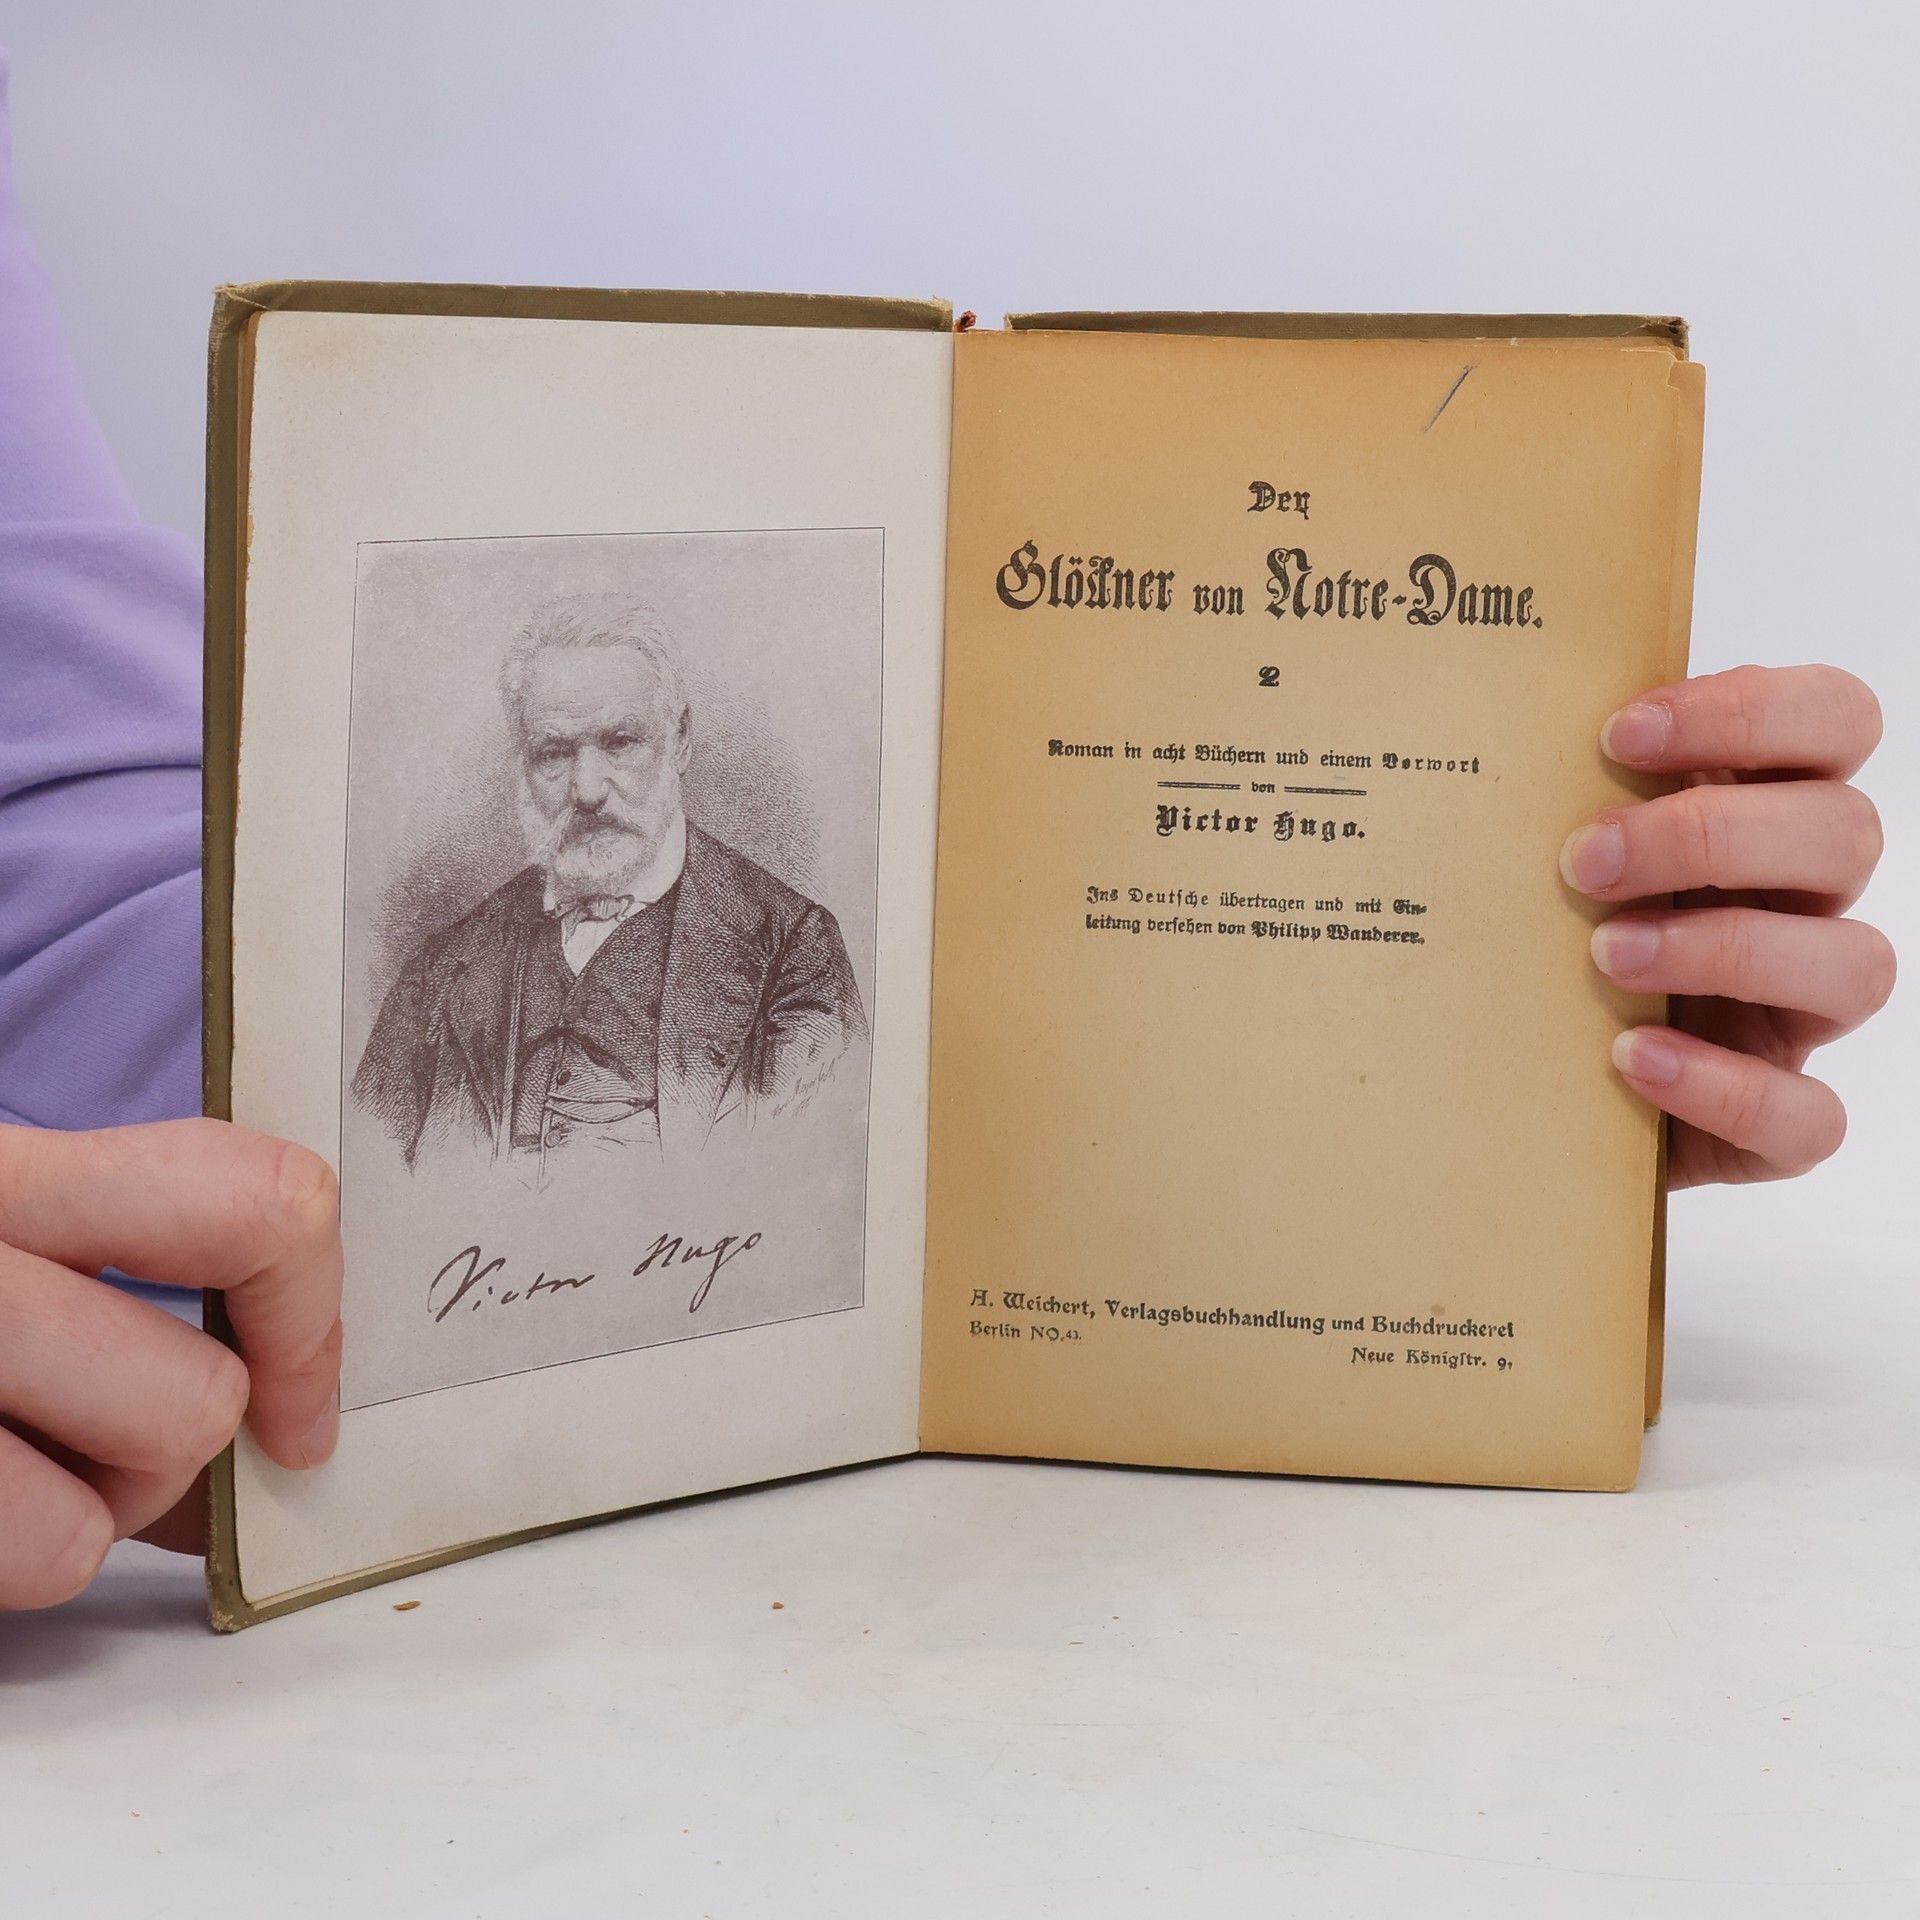 Victor Hugo
Der
Glöckner von Notre-Dame.
Roman in acht Büchern und einem Vorwort
von
Victor Hugo.
Ins Deutsche übertragen und mit Ein-
leitung versehen von Philipp Wanderer.
A. Weichert, Verlagsbuchhandlung und Buchdruckerei
Berlin NO. 43.
Neue Königstr. 9.